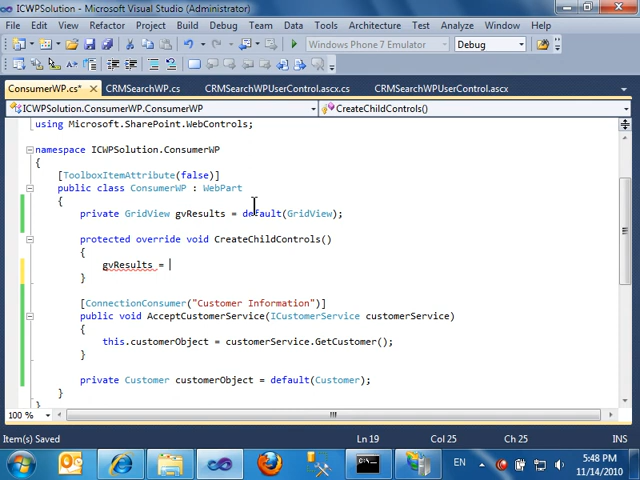 ICWPSolution - Microsoft Visual Studio (Administrator)
File Edit View Refactor Project Build Debug Team Data Tools Architecture Test Analyze Window Help
Windows Phone 7 Emulator Debug
ConsumerWP.cs* CRMSearchWP.cs CRMSearchWPUserControl.ascx.cs CRMSearchWPUserControl.ascx
ICWPSolution.ConsumerWP.ConsumerWP CreateChildControls()
using Microsoft.SharePoint.WebControls;
namespace ICWPSolution.ConsumerWP
{
[ToolboxItemAttribute(false)]
public class ConsumerWP : WebPart
{
private GridView gvResults = default(GridView);
protected override void CreateChildControls()
{
gvResults =
}
[ConnectionConsumer("Customer Information")]
public void AcceptCustomerService(ICustomerService customerService)
{
this.customerObject = customerService.GetCustomer();
}
private Customer customerObject = default(Customer);
}
100 %
Item(s) Saved Ln 19 Col 25 Ch 25
EN 5:48 PM
11/14/2010